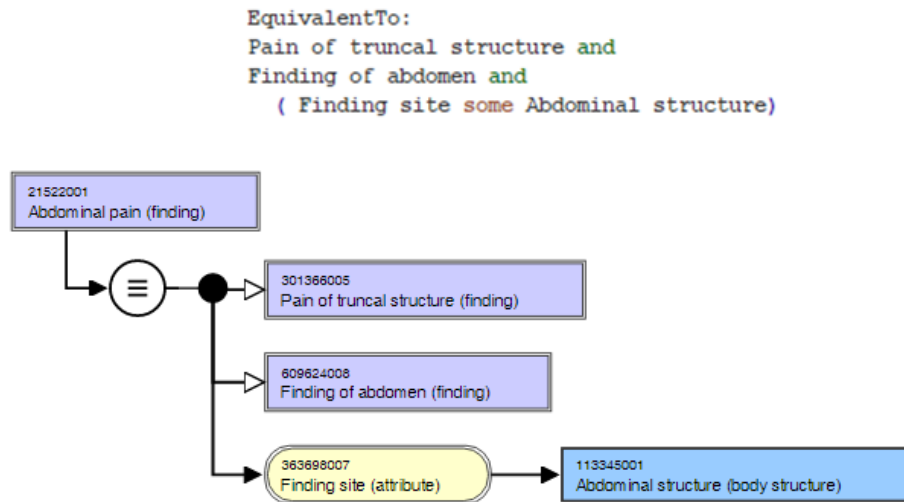 EquivalentTo:
Pain of truncal structure and
Finding of abdomen and
( Finding site some Abdominal structure)
21522001
Abdominal pain (finding)
≡
301366005
Pain of truncal structure (finding)
609624008
Finding of abdomen (finding)
363698007
Finding site (attribute)
113345001
Abdominal structure (body structure)